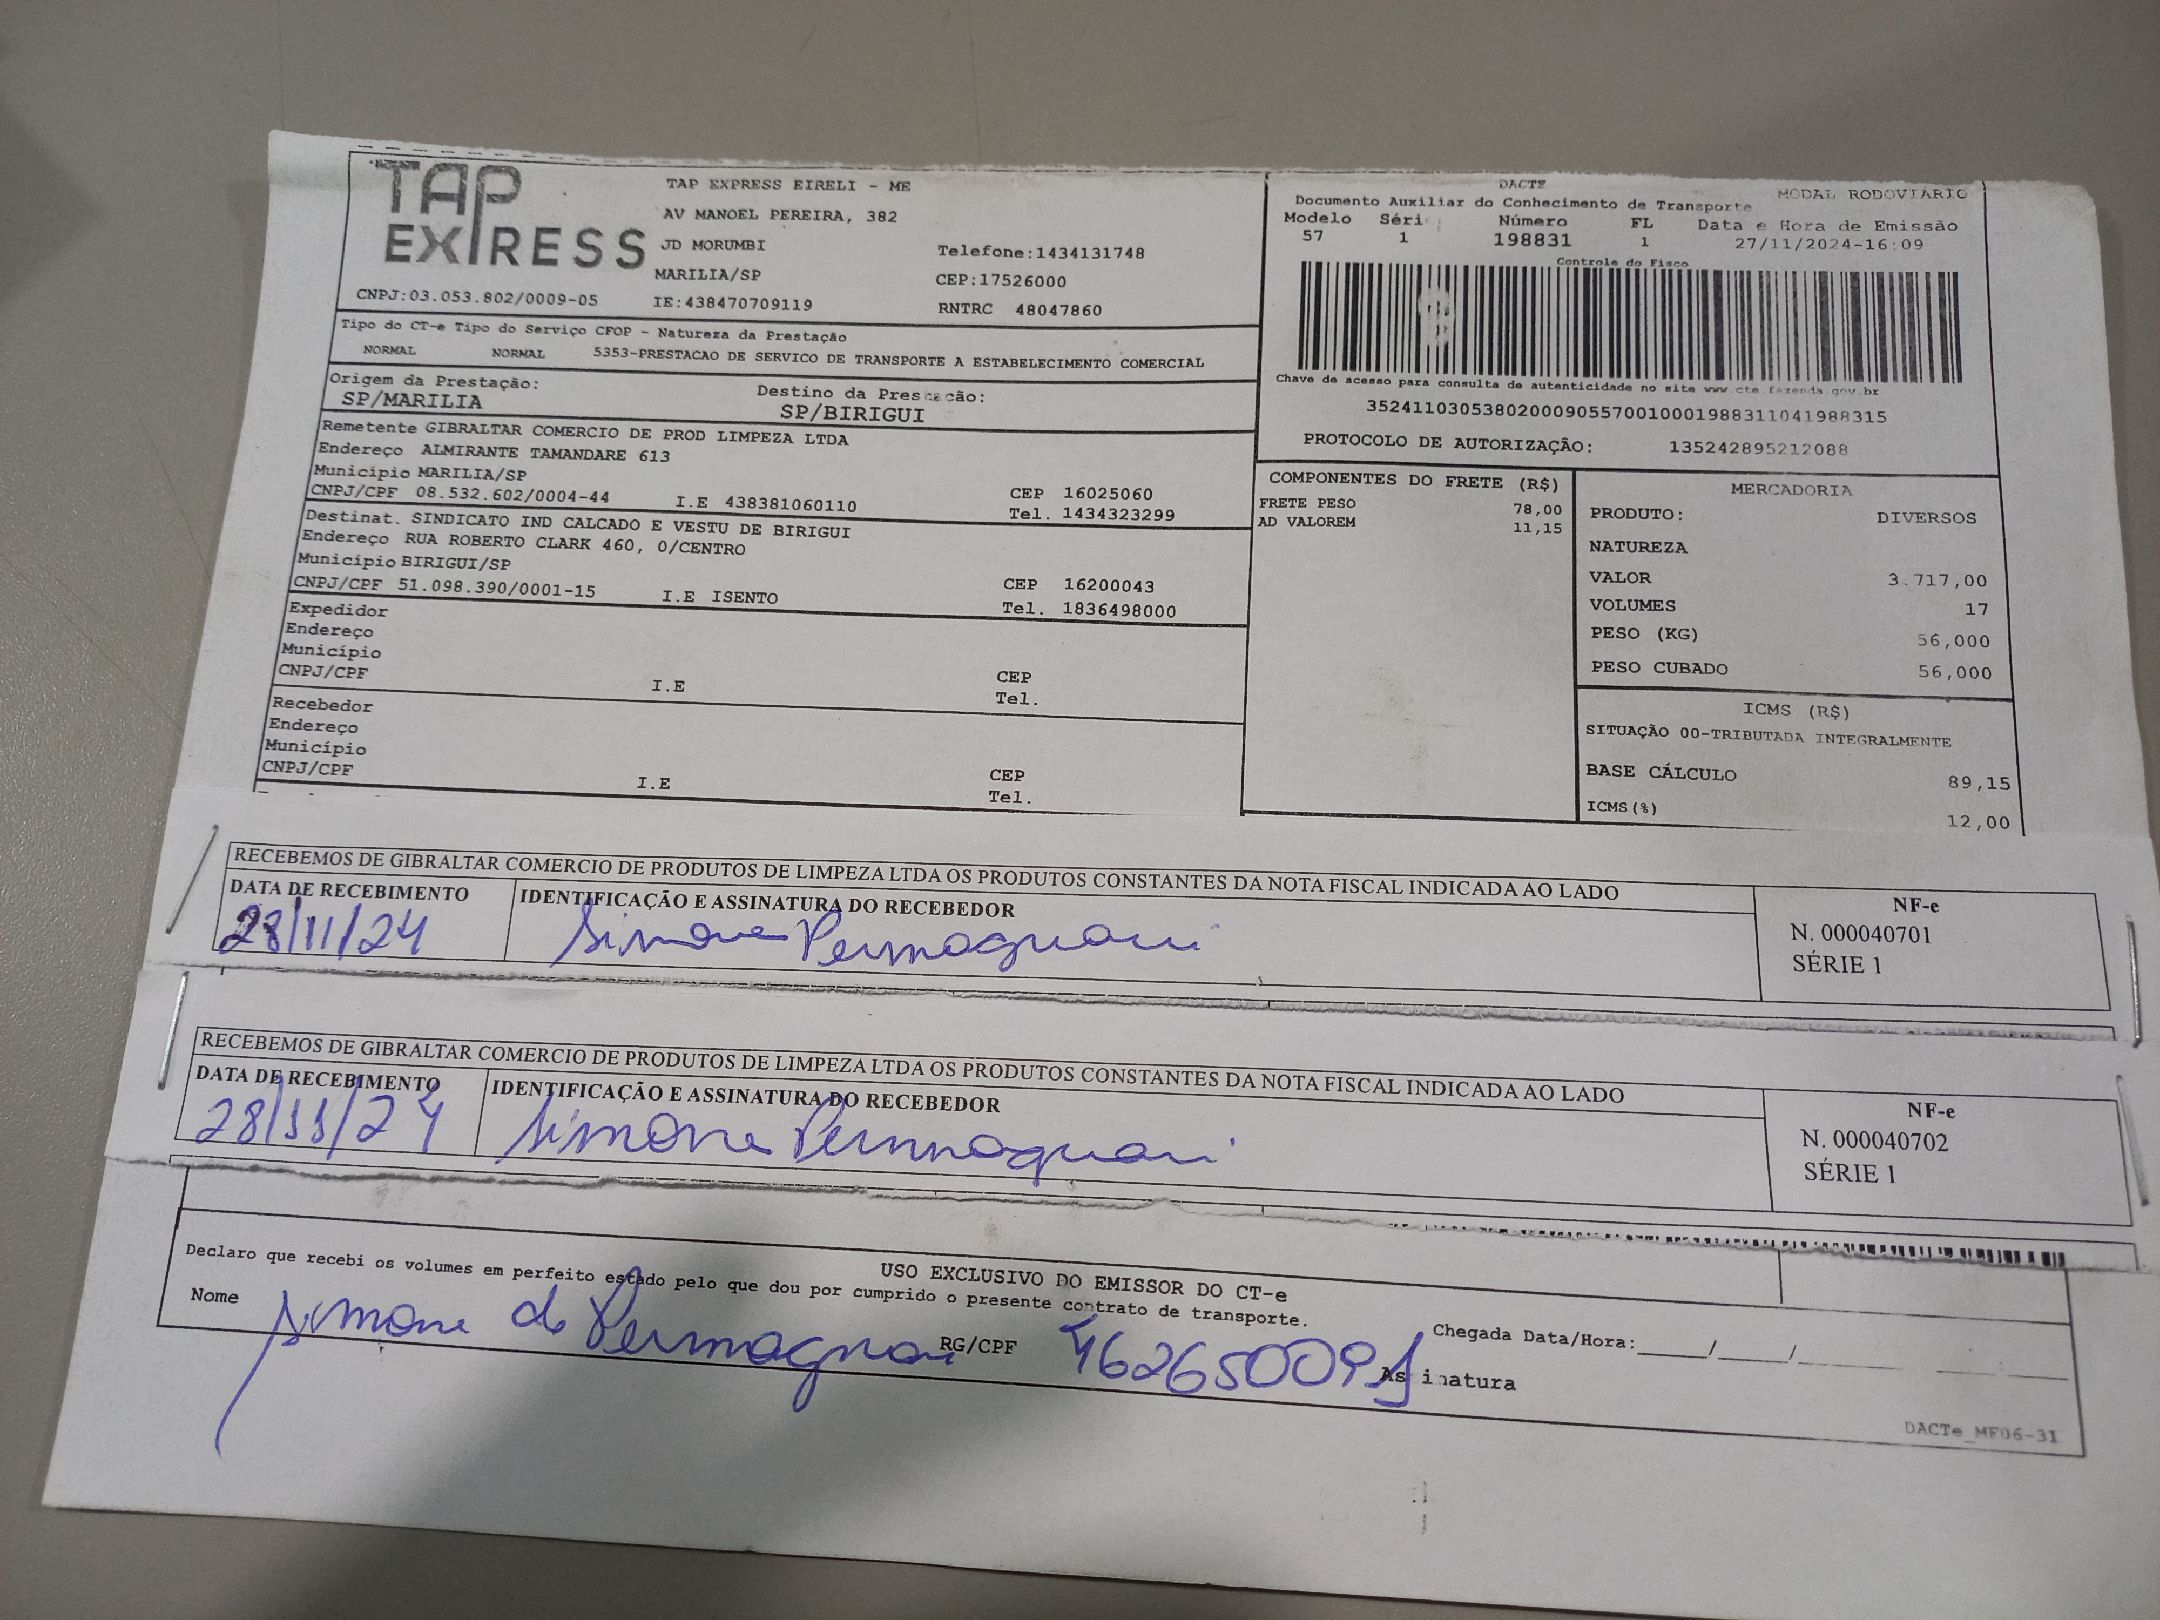 TAP EXPRESS
TAP EXPRESS EIRELI - ME
AV MANOEL PEREIRA, 382
JD MORUMBI Telefone:1434131748
MARILIA/SP CEP:17526000
CNPJ:03.053.802/0009-05 IE:438470709119 RNTRC 48047860
Tipo do CT-e Tipo do Serviço CFOP - Natureza da Prestação
NORMAL NORMAL 5353-PRESTACAO DE SERVICO DE TRANSPORTE A ESTABELECIMENTO COMERCIAL
Origem da Prestação: Destino da Prestação:
SP/MARILIA SP/BIRIGUI
Remetente GIBRALTAR COMERCIO DE PROD LIMPEZA LTDA
Endereço ALMIRANTE TAMANDARE 613
Município MARILIA/SP CEP 16025060
CNPJ/CPF 08.532.602/0004-44 I.E 438381060110 Tel. 1434323299
Destinat. SINDICATO IND CALCADO E VESTU DE BIRIGUI
Endereço RUA ROBERTO CLARK 460, 0/CENTRO
Município BIRIGUI/SP CEP 16200043
CNPJ/CPF 51.098.390/0001-15 I.E ISENTO Tel. 1836498000
Expedidor
Endereço
Município CEP
CNPJ/CPF I.E Tel.
Recebedor
Endereço
Município CEP
CNPJ/CPF I.E Tel.
DACTE
Documento Auxiliar do Conhecimento de Transporte MODAL RODOVIÁRIO
Modelo Séri Número FL Data e Hora de Emissão
57 1 198831 1 27/11/2024-16:09
Controle do Fisco
Chave de acesso para consulta de autenticidade no site www.cte.fazenda.gov.br
35241103053802000905570010001988311041988315
PROTOCOLO DE AUTORIZAÇÃO: 135242895212088
COMPONENTES DO FRETE (R$)
FRETE PESO 78,00
AD VALOREM 11,15
MERCADORIA
PRODUTO: DIVERSOS
NATUREZA
VALOR 3.717,00
VOLUMES 17
PESO (KG) 56,000
PESO CUBADO 56,000
ICMS (R$)
SITUAÇÃO 00-TRIBUTADA INTEGRALMENTE
BASE CÁLCULO 89,15
ICMS(%) 12,00
RECEBEMOS DE GIBRALTAR COMERCIO DE PRODUTOS DE LIMPEZA LTDA OS PRODUTOS CONSTANTES DA NOTA FISCAL INDICADA AO LADO
DATA DE RECEBIMENTO IDENTIFICAÇÃO E ASSINATURA DO RECEBEDOR
28/11/24 Simone
NF-e
N. 000040701
SÉRIE 1
RECEBEMOS DE GIBRALTAR COMERCIO DE PRODUTOS DE LIMPEZA LTDA OS PRODUTOS CONSTANTES DA NOTA FISCAL INDICADA AO LADO
DATA DE RECEBIMENTO IDENTIFICAÇÃO E ASSINATURA DO RECEBEDOR
28/11/24 Simone
NF-e
N. 000040702
SÉRIE 1
USO EXCLUSIVO DO EMISSOR DO CT-e
Declaro que recebi os volumes em perfeito estado pelo que dou por cumprido o presente contrato de transporte.
Nome Simone RG/CPF Chegada Data/Hora:_____/_____/_____
As inatura
DACTe_MF06-31